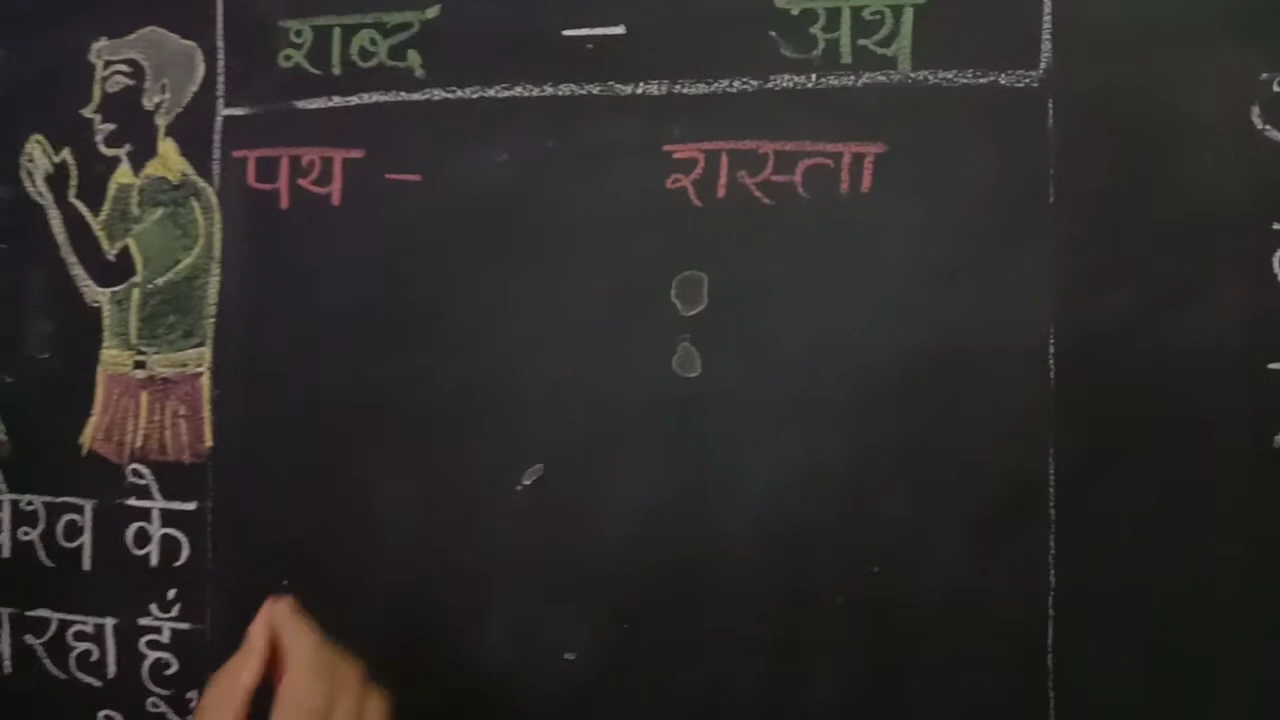 शब्द - अर्थ
पथ - रास्ता
के
रहा हूँ